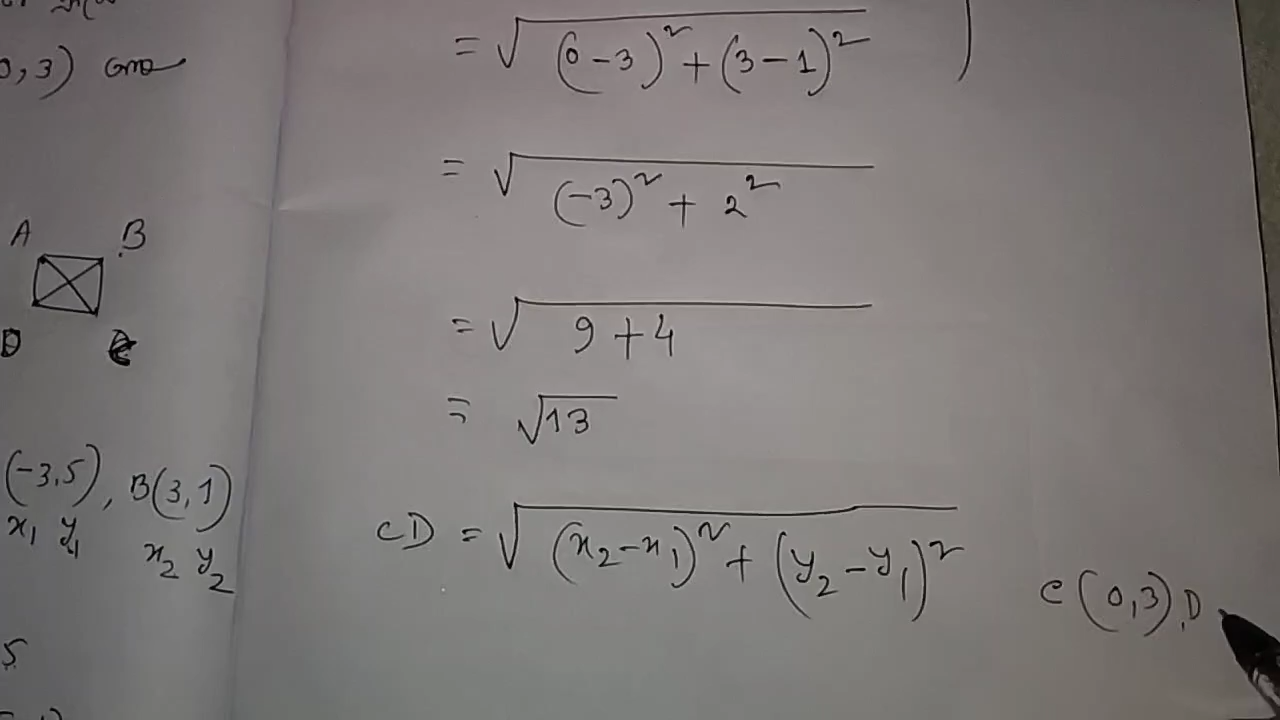 0,3)
= √(0-3)² + (3-1)²
= √(-3)² + 2²
A B
D C
= √9+4
= √13
(-3,5), B(3,1)
x₁ y₁ x₂ y₂
CD = √(x₂-x₁)² + (y₂-y₁)²
C(0,3), D
5